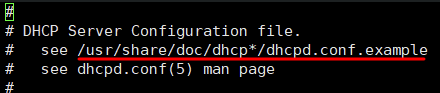 #
# DHCP Server Configuration file.
#   see /usr/share/doc/dhcp*/dhcpd.conf.example
#   see dhcpd.conf(5) man page
#